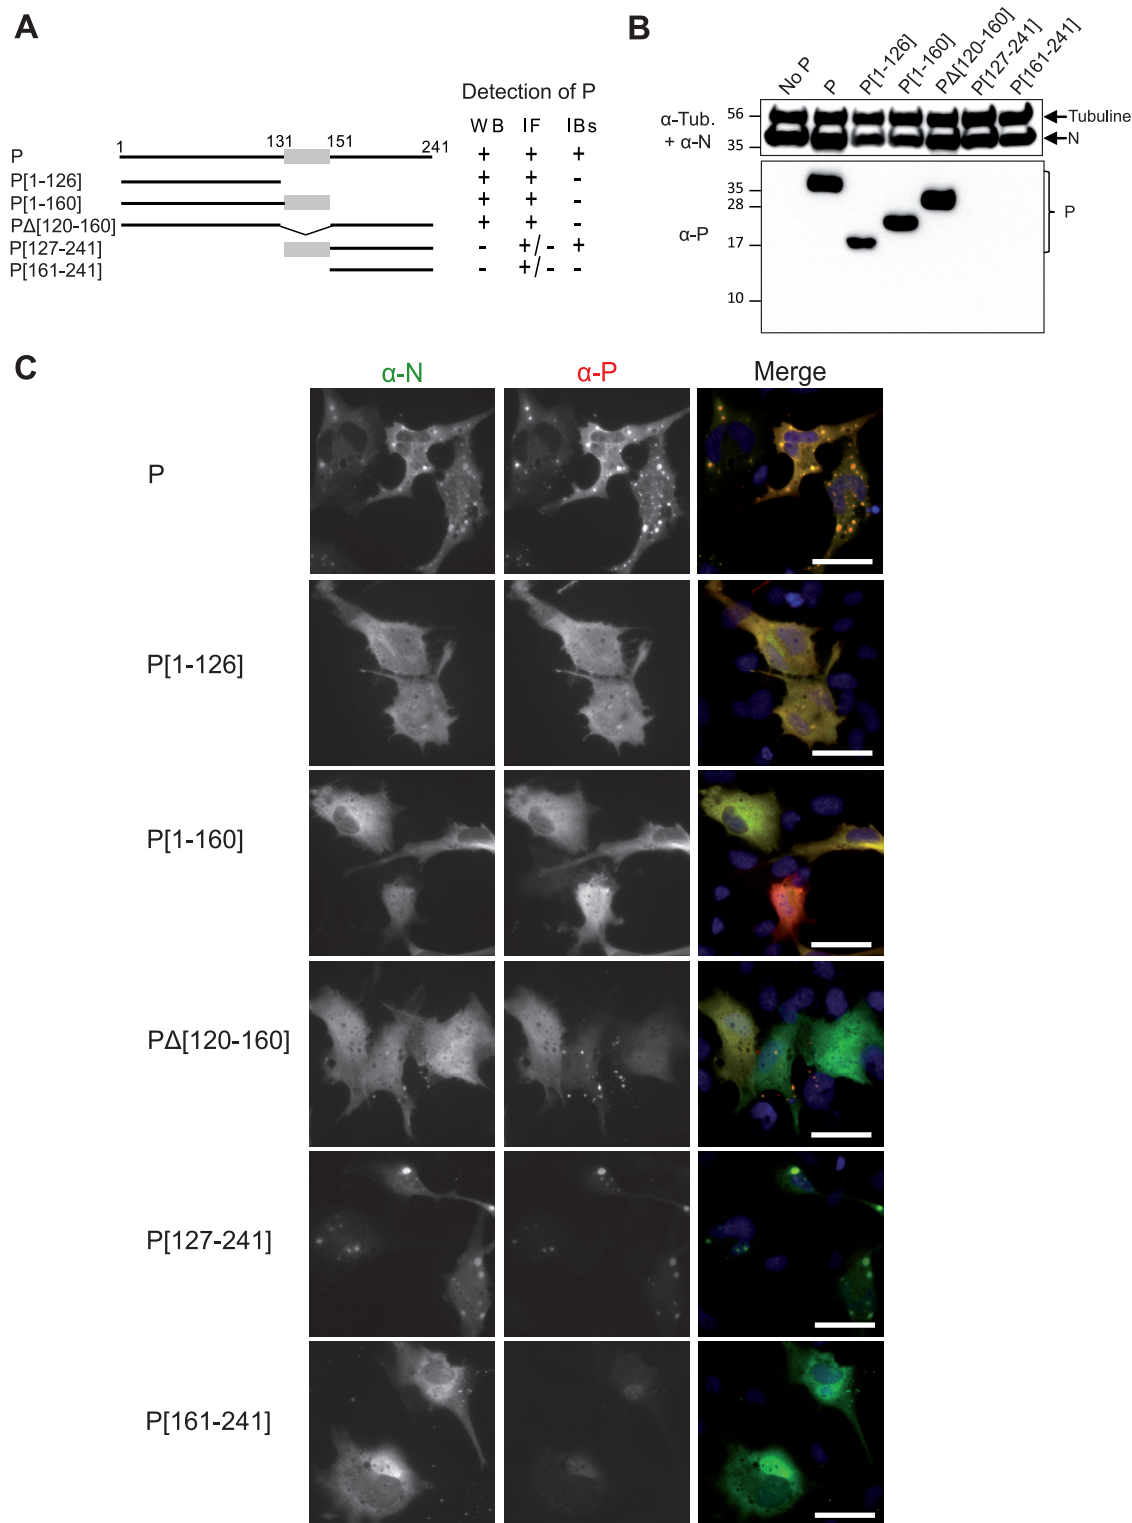 A
Detection of P
WB IF IBs
1 131 151 241
P + + +
P[1-126] + + -
P[1-160] + + -
PΔ[120-160] + + -
P[127-241] - +/- +
P[161-241] - +/- -
B
No P P P[1-126] P[1-160] PΔ[120-160] P[127-241] P[161-241]
α-Tub. + α-N
56
35
Tubuline
N
α-P
35
28
17
10
P
C
α-N α-P Merge
P
P[1-126]
P[1-160]
PΔ[120-160]
P[127-241]
P[161-241]